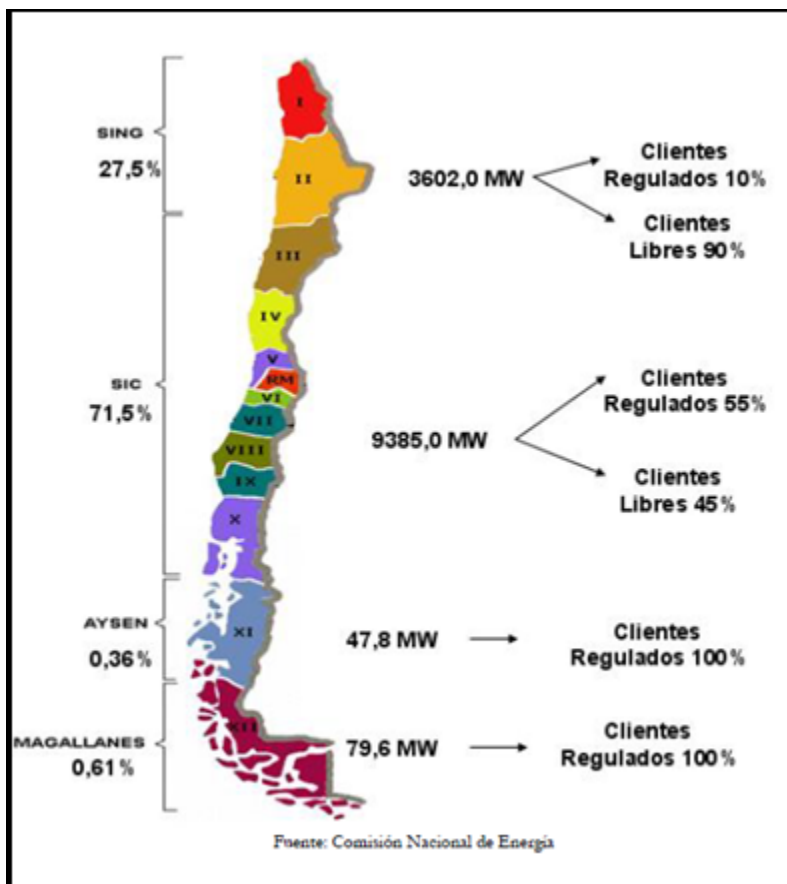 I
SING
27,5%
II
3602,0 MW
Clientes
Regulados 10%
Clientes
Libres 90%
III
IV
V
RM
VI
VII
VIII
IX
X
SIC
71,5%
9385,0 MW
Clientes
Regulados 55%
Clientes
Libres 45%
AYSEN
0,36%
XI
47,8 MW
Clientes
Regulados 100%
MAGALLANES
0,61%
XII
79,6 MW
Clientes
Regulados 100%
Fuente: Comisión Nacional de Energía